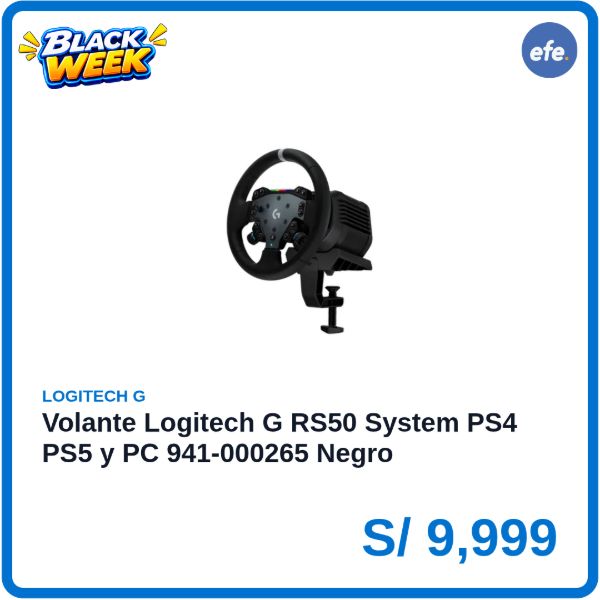 BLACK
WEEK
efe.
G
LOGITECH G
Volante Logitech G RS50 System PS4
PS5 y PC 941-000265 Negro
S/ 9,999